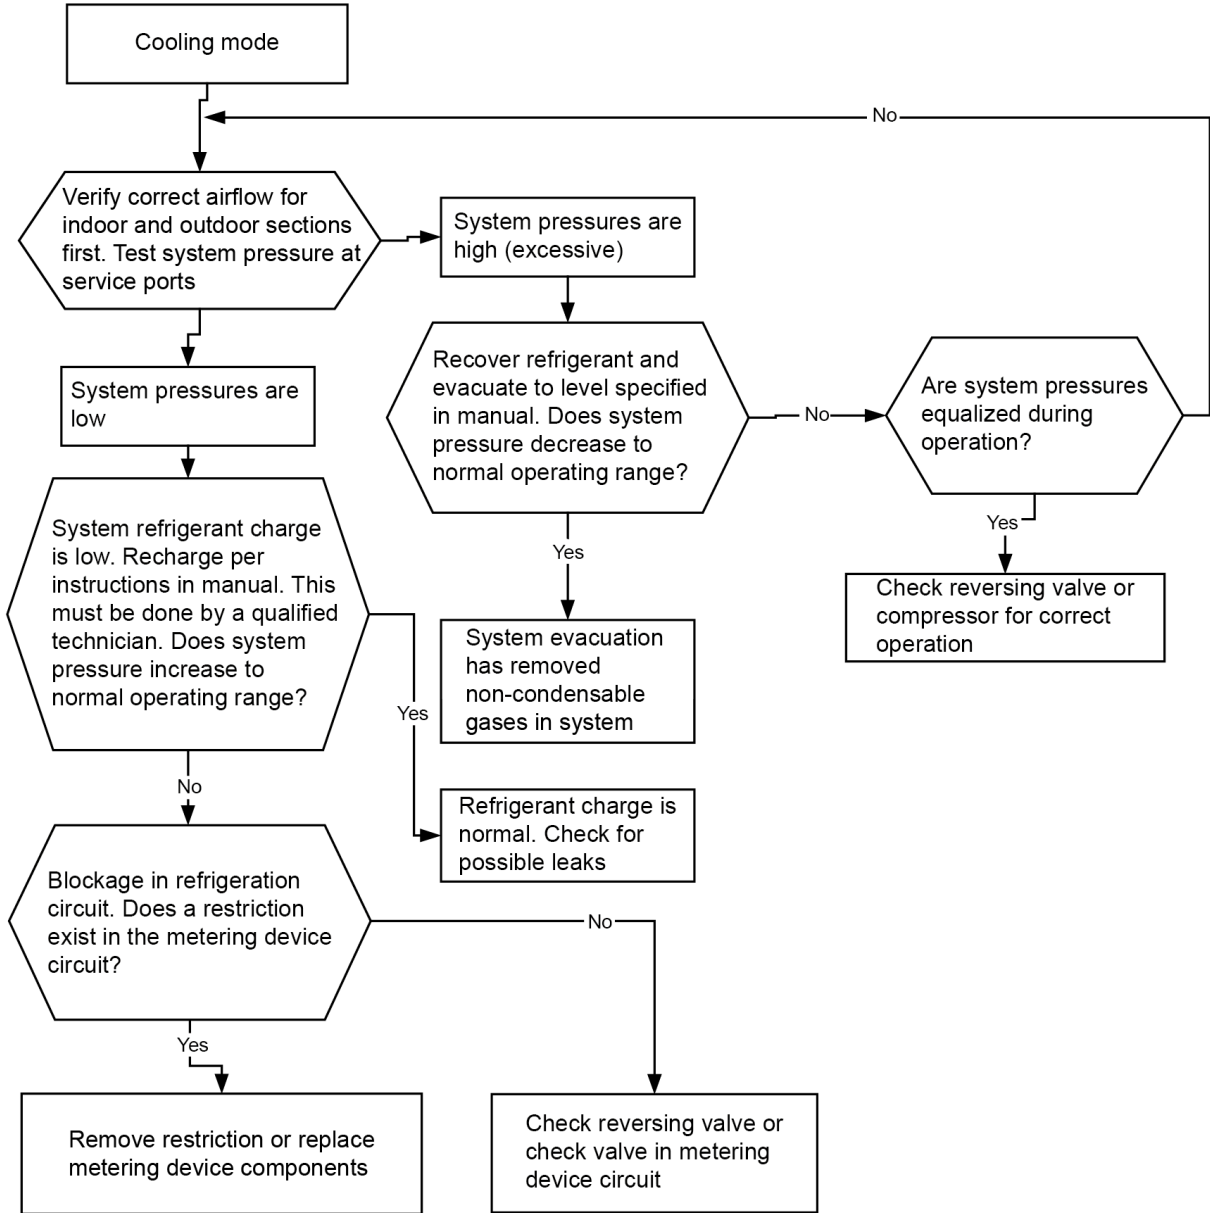 Cooling mode
No
Verify correct airflow for
indoor and outdoor sections
first. Test system pressure at
service ports
System pressures are
high (excessive)
System pressures are
low
Recover refrigerant and
evacuate to level specified
in manual. Does system
pressure decrease to
normal operating range?
No
Are system pressures
equalized during
operation?
System refrigerant charge
is low. Recharge per
instructions in manual. This
must be done by a qualified
technician. Does system
pressure increase to
normal operating range?
Yes
Yes
Check reversing valve or
compressor for correct
operation
System evacuation
has removed
non-condensable
gases in system
Yes
No
Refrigerant charge is
normal. Check for
possible leaks
Blockage in refrigeration
circuit. Does a restriction
exist in the metering device
circuit?
No
Yes
Remove restriction or replace
metering device components
Check reversing valve or
check valve in metering
device circuit